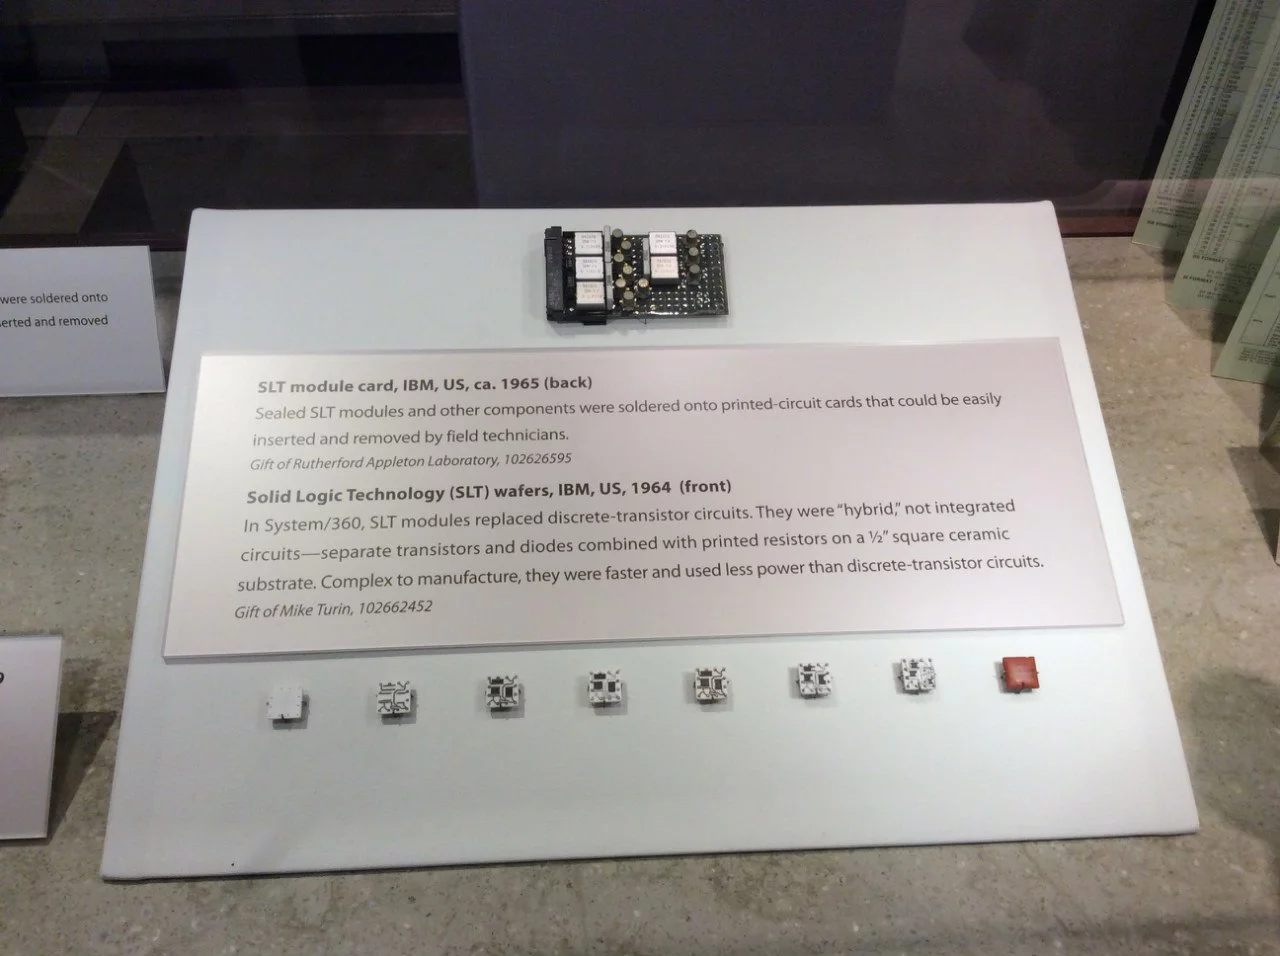 were soldered onto
serted and removed
SLT module card, IBM, US, ca. 1965 (back)
Sealed SLT modules and other components were soldered onto printed-circuit cards that could be easily
inserted and removed by field technicians.
Gift of Rutherford Appleton Laboratory, 102626595
Solid Logic Technology (SLT) wafers, IBM, US, 1964 (front)
In System/360, SLT modules replaced discrete-transistor circuits. They were “hybrid,” not integrated
circuits—separate transistors and diodes combined with printed resistors on a ½" square ceramic
substrate. Complex to manufacture, they were faster and used less power than discrete-transistor circuits.
Gift of Mike Turin, 102662452
9